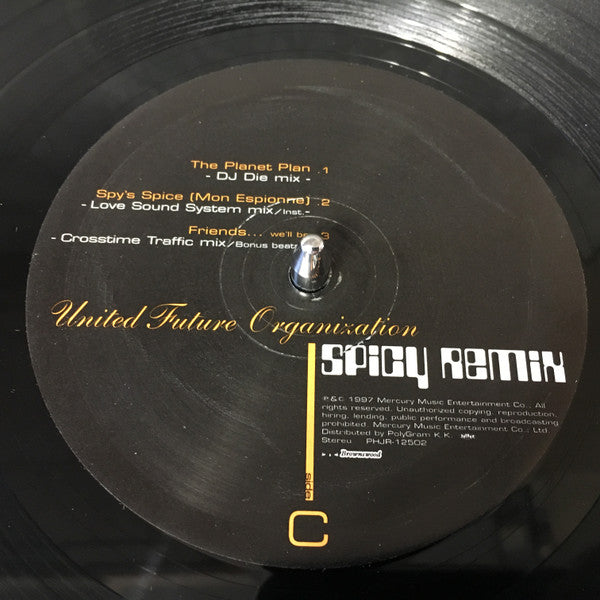 The Planet Plan .1
- DJ Die mix -
Spy's Spice (Mon Espionne) .2
- Love Sound System mix/Inst.-
Friends... we'll be .3
- Crosstime Traffic mix/Bonus beats
United Future Organization
SPICY REMIX
℗&© 1997 Mercury Music Entertainment Co.; All
rights reserved. Unauthorized copying, reproduction,
hiring, lending, public performance and broadcasting
prohibited. Mercury Music Entertainment Co.; Ltd.
Distributed by PolyGram K.K.
Stereo PHJR-12502
Brownswood
side
C